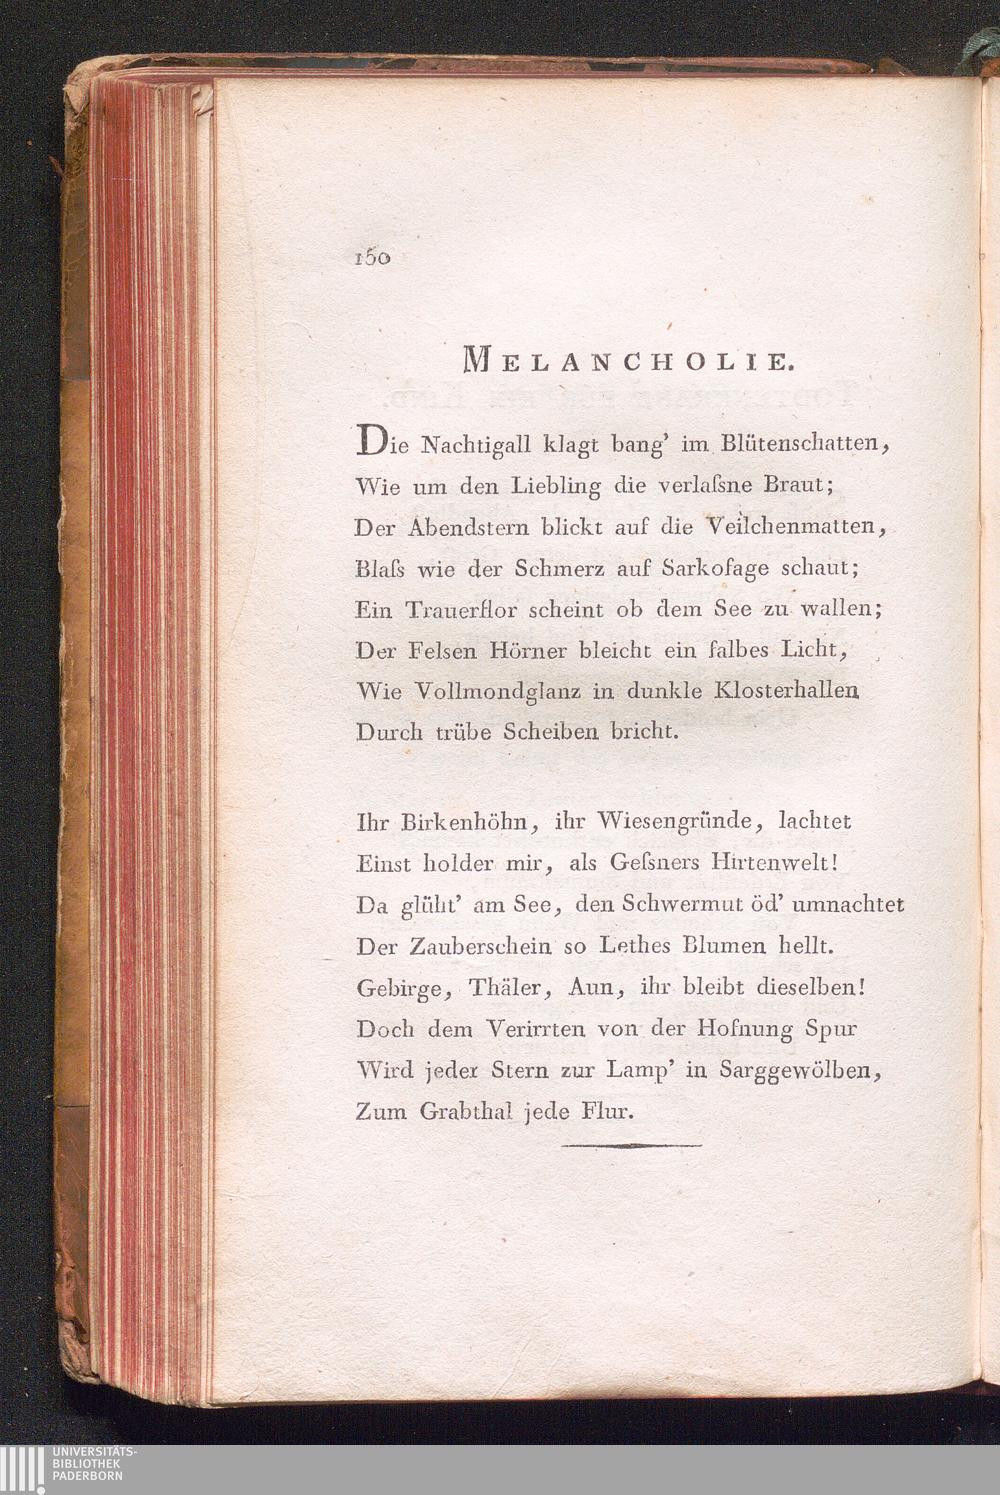 150
MELANCHOLIE.
Die Nachtigall klagt bang' im Blütenschatten,
Wie um den Liebling die verlaſsne Braut;
Der Abendstern blickt auf die Veilchenmatten,
Blaſs wie der Schmerz auf Sarkofage schaut;
Ein Trauerflor scheint ob dem See zu wallen;
Der Felsen Hörner bleicht ein falbes Licht,
Wie Vollmondglanz in dunkle Klosterhallen
Durch trübe Scheiben bricht.
Ihr Birkenhöhn, ihr Wiesengründe, lachtet
Einst holder mir, als Geſsners Hirtenwelt!
Da glüht' am See, den Schwermut öd' umnachtet
Der Zauberschein so Lethes Blumen hellt.
Gebirge, Thäler, Aun, ihr bleibt dieselben!
Doch dem Verirrten von der Hofnung Spur
Wird jeder Stern zur Lamp' in Sarggewölben,
Zum Grabthal jede Flur.
UNIVERSITÄTS-
BIBLIOTHEK
PADERBORN